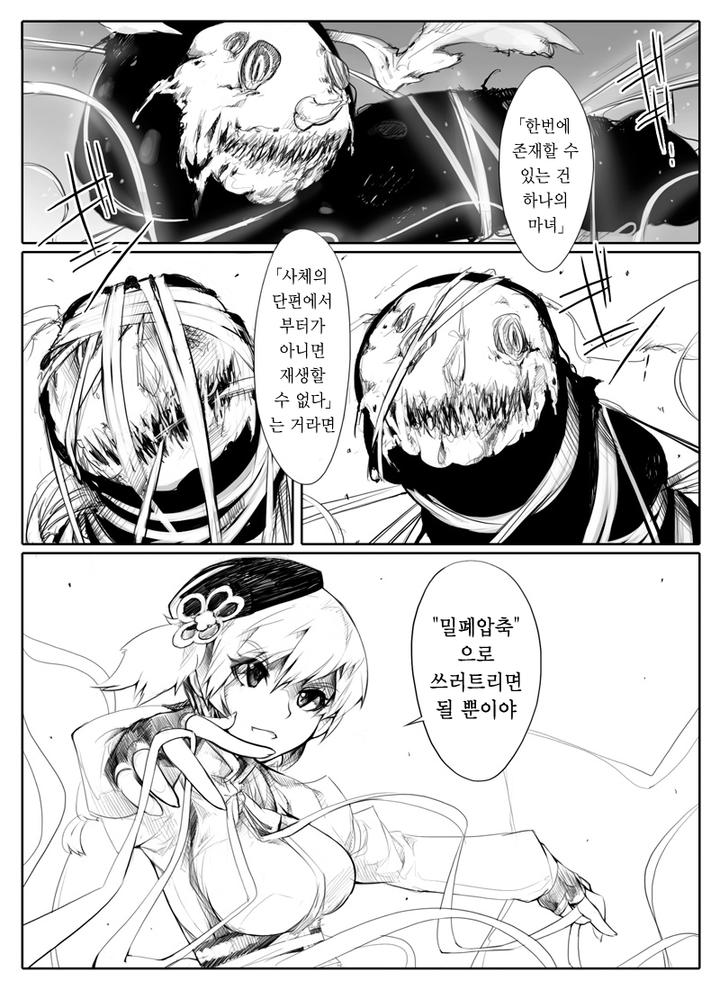 「한번에
존재할 수
있는 건
하나의
마녀」
「사체의
단편에서
부터가
아니면
재생할
수 없다」
는 거라면
"밀폐압축"
으로
쓰러트리면
될 뿐이야